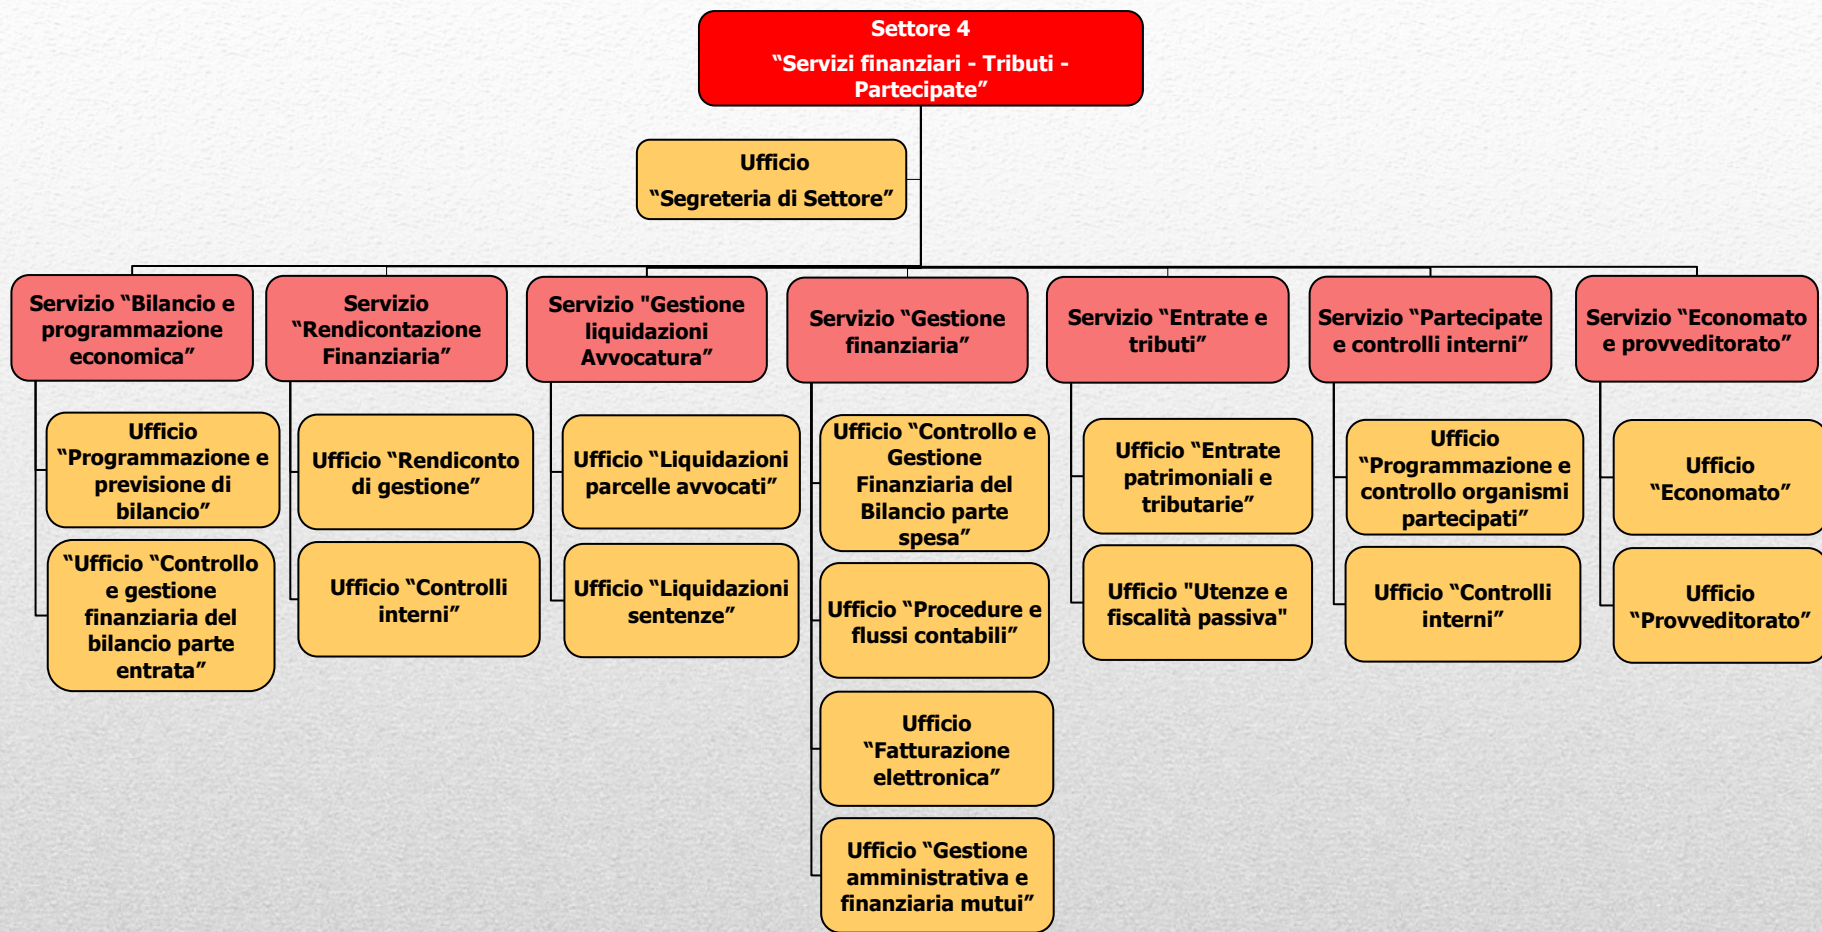 Settore 4
“Servizi finanziari - Tributi -
Partecipate”
Ufficio
“Segreteria di Settore”
Servizio “Bilancio e
programmazione
economica”
Servizio
“Rendicontazione
Finanziaria”
Servizio "Gestione
liquidazioni
Avvocatura”
Servizio “Gestione
finanziaria”
Servizio “Entrate e
tributi”
Servizio “Partecipate
e controlli interni”
Servizio “Economato
e provveditorato”
Ufficio
“Programmazione e
previsione di
bilancio”
“Ufficio “Controllo
e gestione
finanziaria del
bilancio parte
entrata”
Ufficio “Rendiconto
di gestione”
Ufficio “Controlli
interni”
Ufficio “Liquidazioni
parcelle avvocati”
Ufficio “Liquidazioni
sentenze”
Ufficio “Controllo e
Gestione
Finanziaria del
Bilancio parte
spesa”
Ufficio “Procedure e
flussi contabili”
Ufficio
“Fatturazione
elettronica”
Ufficio “Gestione
amministrativa e
finanziaria mutui”
Ufficio “Entrate
patrimoniali e
tributarie”
Ufficio "Utenze e
fiscalità passiva"
Ufficio
“Programmazione e
controllo organismi
partecipati”
Ufficio “Controlli
interni”
Ufficio
“Economato”
Ufficio
“Provveditorato”